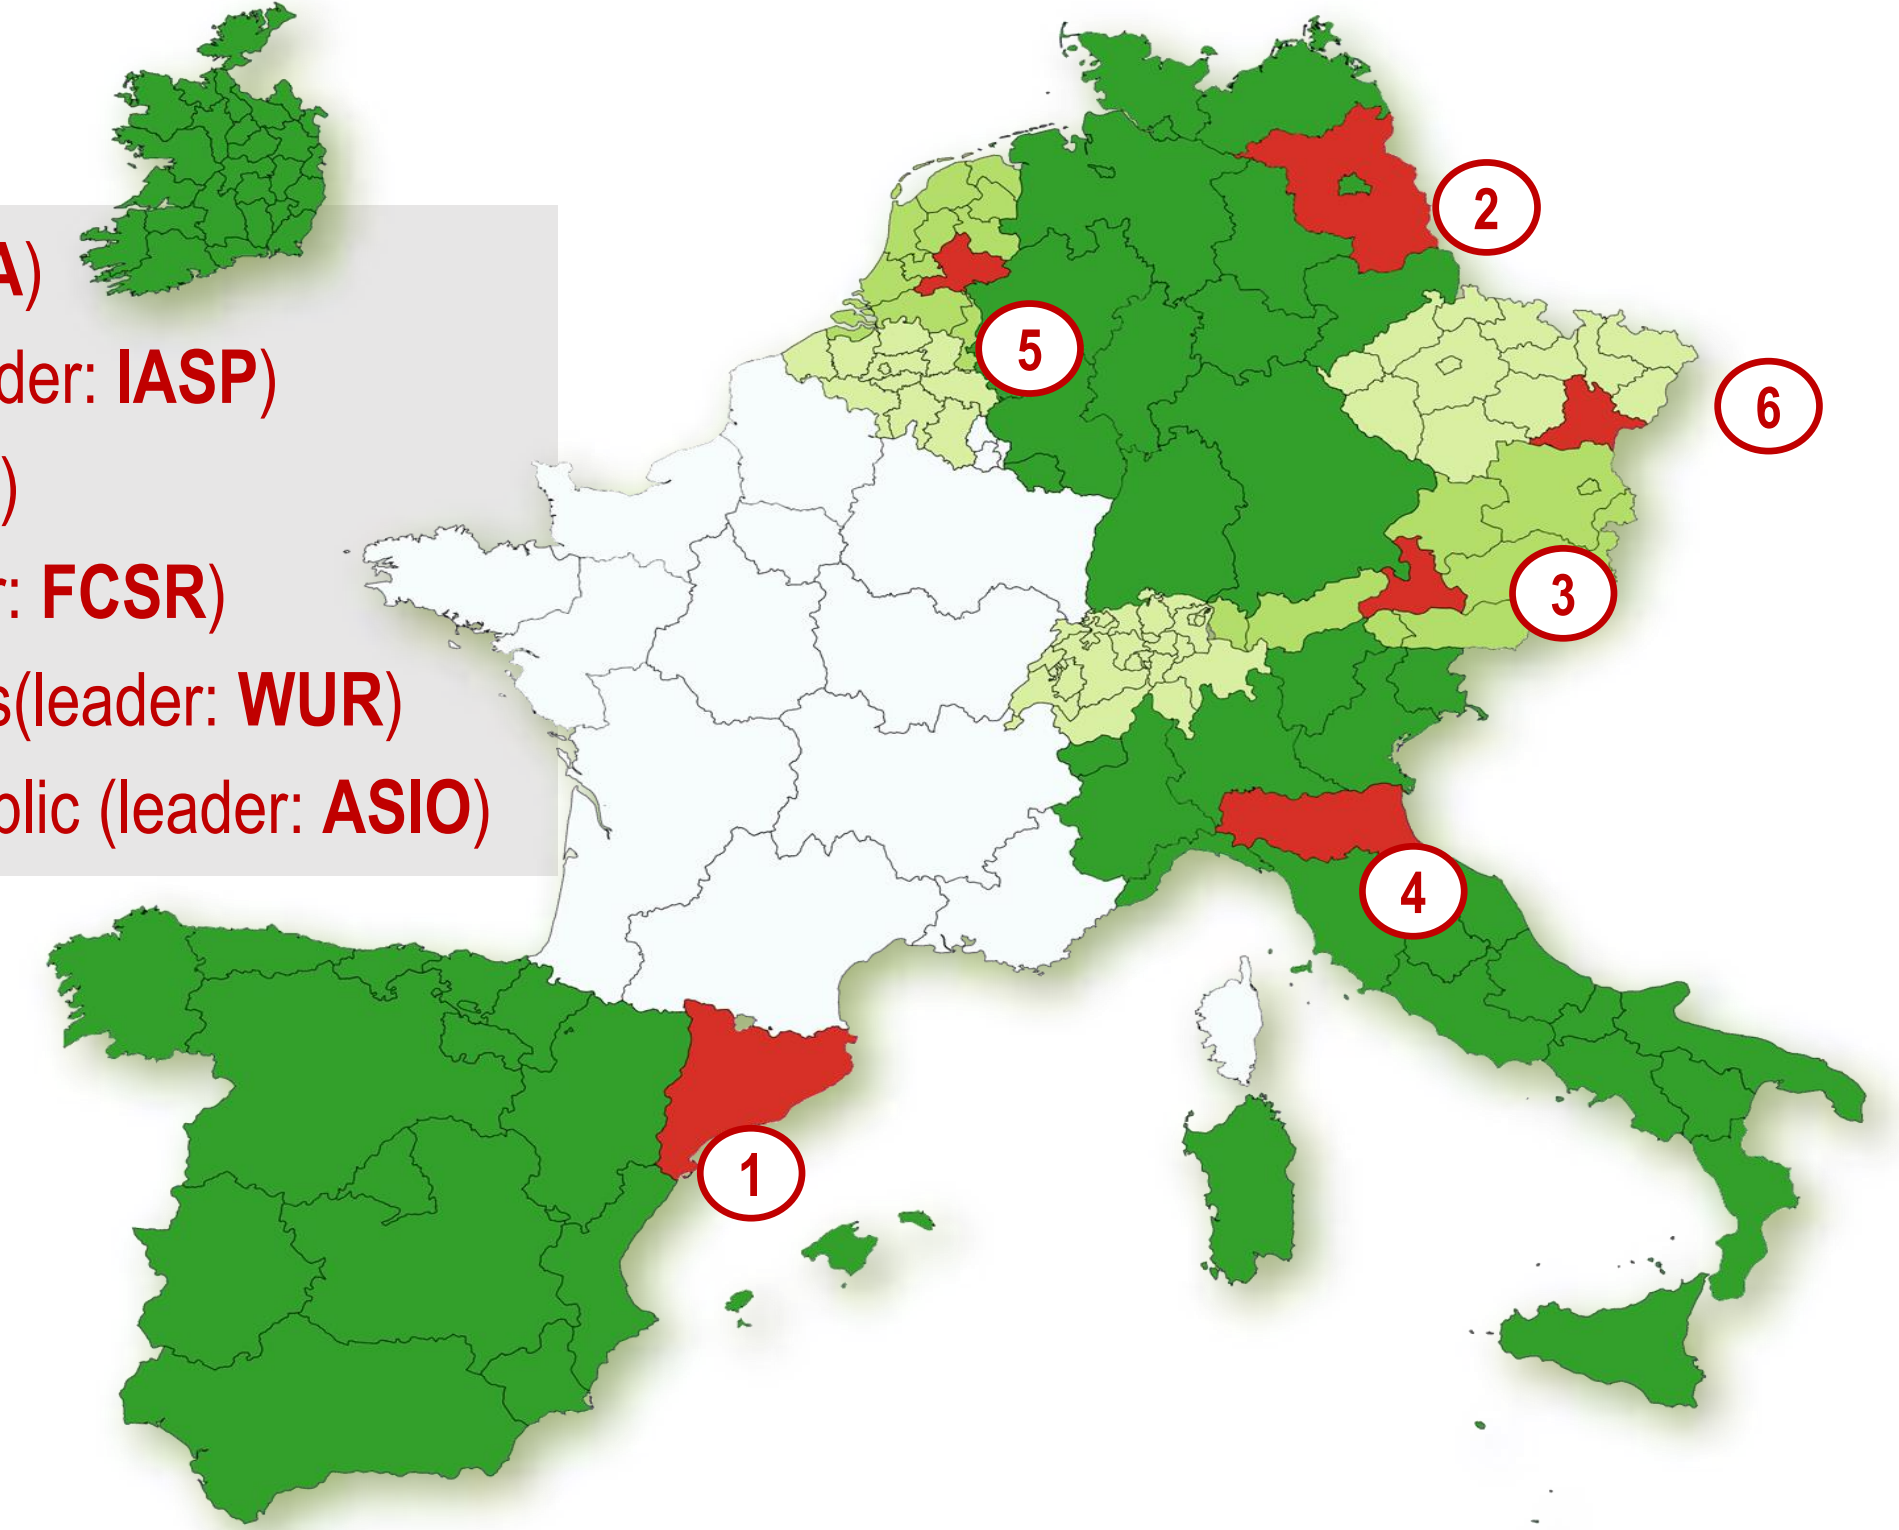 A)
der: IASP)
)
r: FCSR)
s(leader: WUR)
blic (leader: ASIO)
2
5
6
3
4
1